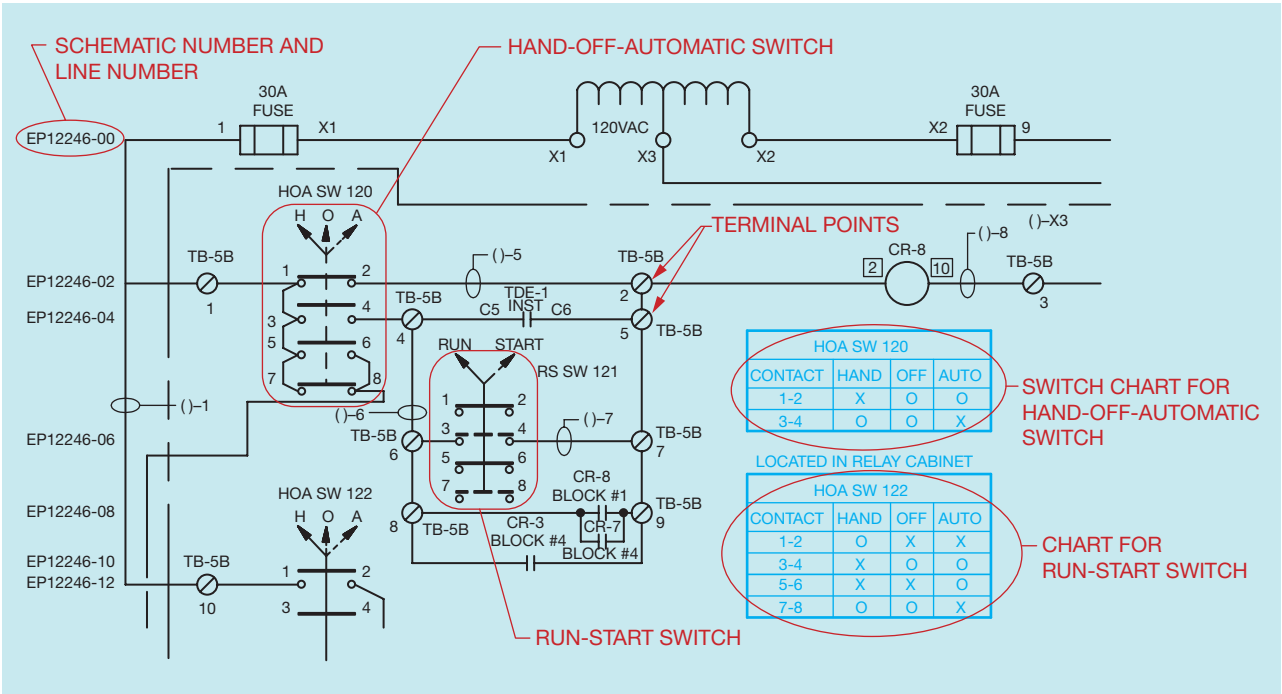 SCHEMATIC NUMBER AND
LINE NUMBER
HAND-OFF-AUTOMATIC SWITCH
30A
FUSE
30A
FUSE
EP12246-00
1
X1
120VAC
X1
X3
X2
X2
9
HOA SW 120
H O A
( )–X3
TERMINAL POINTS
( )–8
( )–5
TB-5B
1
2
TB-5B
CR-8
2
10
TB-5B
EP12246-02
1
2
3
TDE-1
INST
EP12246-04
3
4
TB-5B
4
C5
C6
5
TB-5B
5
6
7
8
RUN
START
RS SW 121
( )–1
( )–6
1
2
( )–7
EP12246-06
TB-5B
6
3
4
TB-5B
7
5
6
7
8
HOA SW 120
CONTACT HAND OFF AUTO
1-2 X O O
3-4 O O X
SWITCH CHART FOR
HAND-OFF-AUTOMATIC
SWITCH
LOCATED IN RELAY CABINET
HOA SW 122
CONTACT HAND OFF AUTO
1-2 O X X
3-4 X O O
5-6 X X O
7-8 O O X
CHART FOR
RUN-START SWITCH
HOA SW 122
H O A
CR-8
BLOCK #1
EP12246-08
8
TB-5B
TB-5B
9
CR-3
BLOCK #4
CR-7
BLOCK #4
EP12246-10
EP12246-12
TB-5B
10
1
2
3
4
RUN-START SWITCH